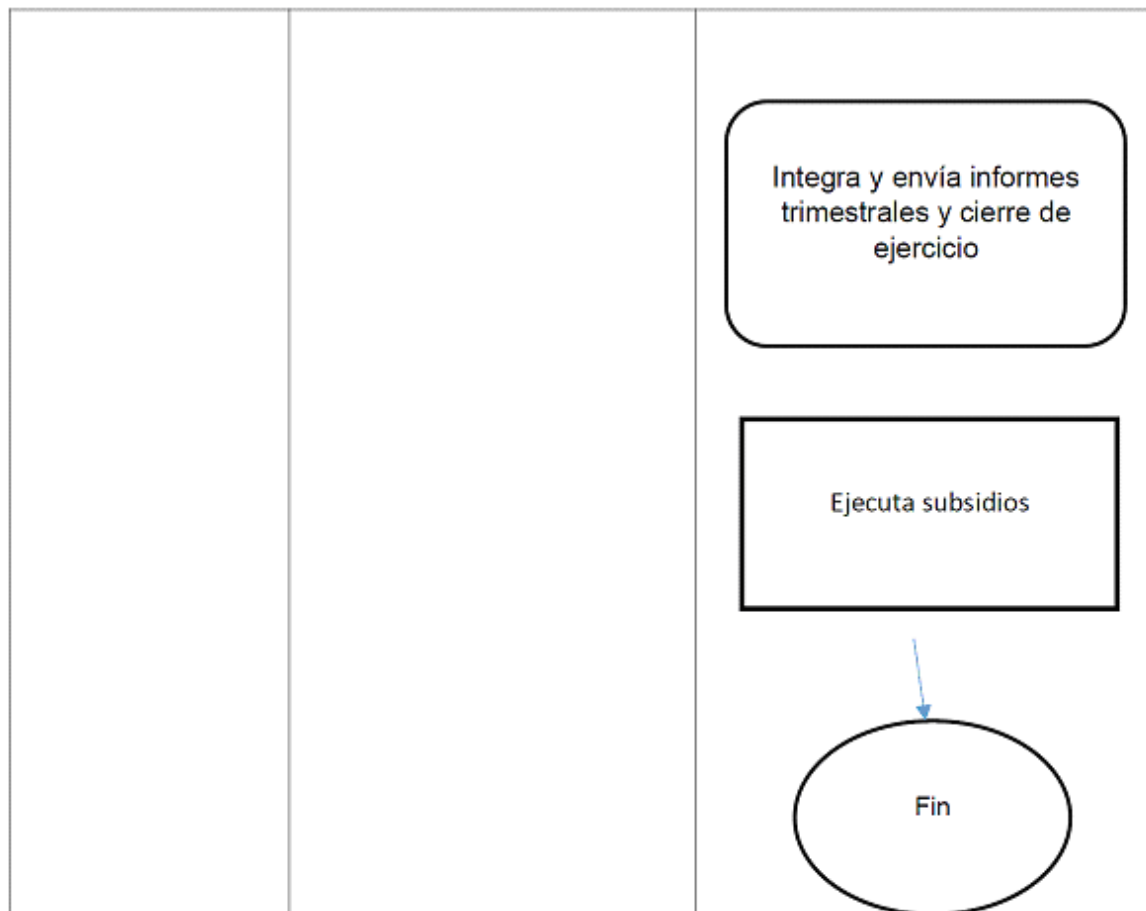 Integra y envía informes
trimestrales y cierre de
ejercicio
Ejecuta subsidios
Fin